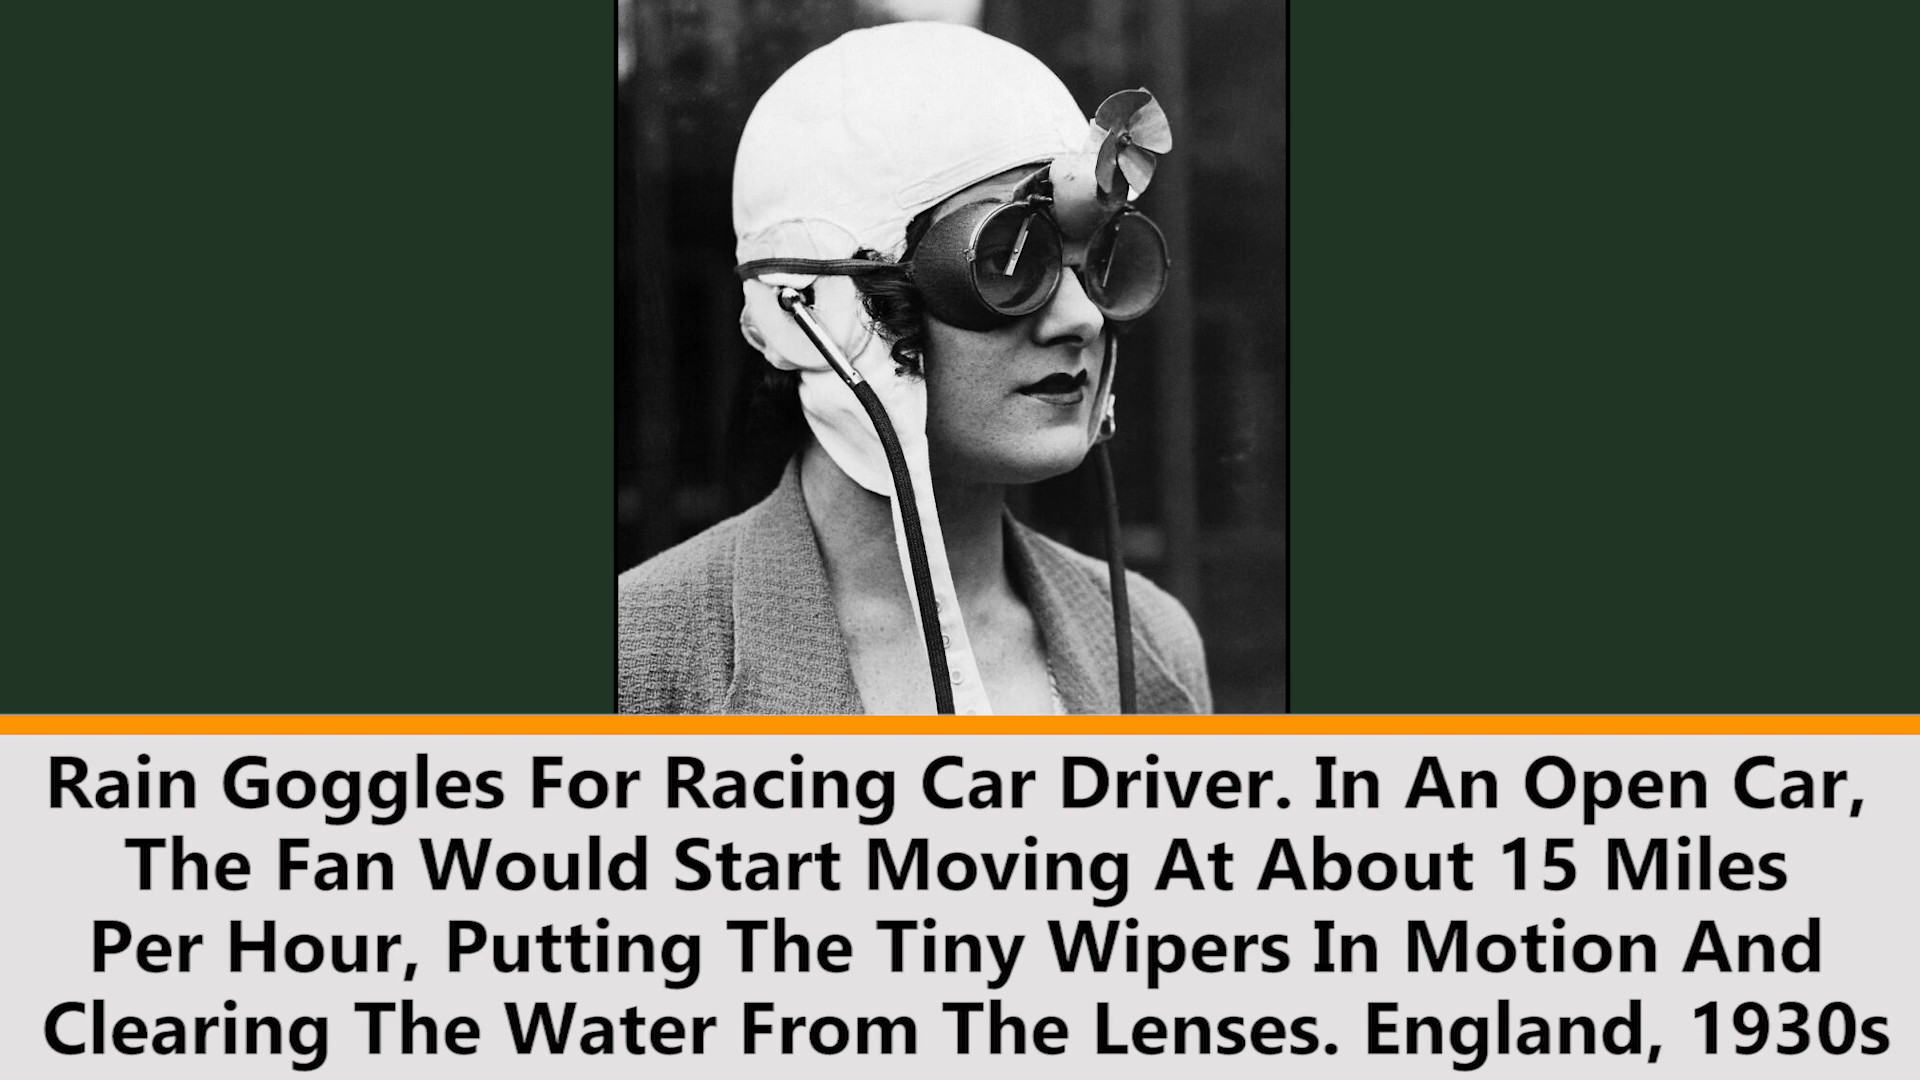 Rain Goggles For Racing Car Driver. In An Open Car,
The Fan Would Start Moving At About 15 Miles
Per Hour, Putting The Tiny Wipers In Motion And
Clearing The Water From The Lenses. England, 1930s